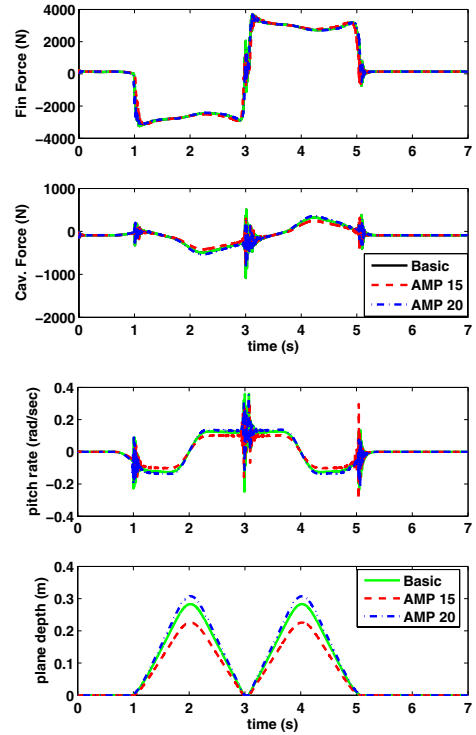 4000
2000
0
−2000
−4000
Fin Force (N)
0 1 2 3 4 5 6 7
1000
0
−1000
−2000
Cav. Force (N)
Basic
AMP 15
AMP 20
0 1 2 3 4 5 6 7
time (s)
0.4
0.2
0
−0.2
−0.4
pitch rate (rad/sec)
0 1 2 3 4 5 6 7
0.4
0.3
0.2
0.1
0
plane depth (m)
Basic
AMP 15
AMP 20
0 1 2 3 4 5 6 7
time (s)